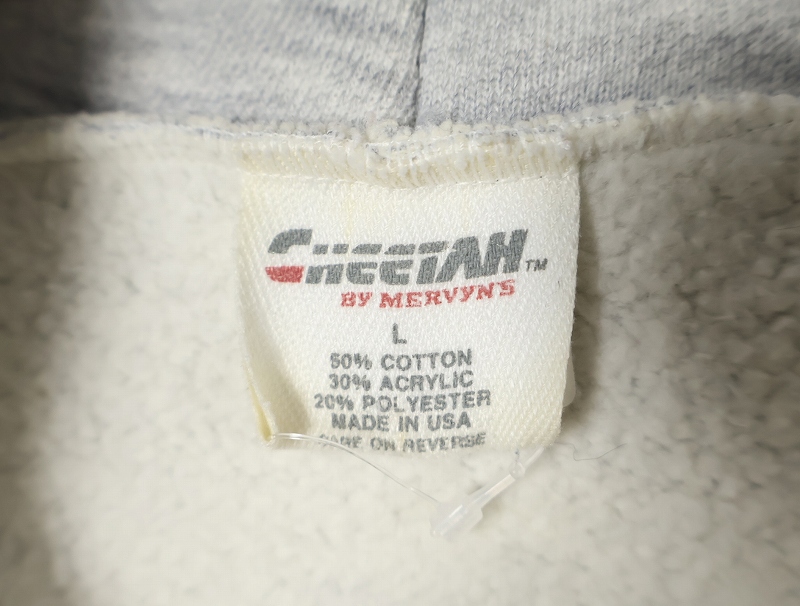 CHEETAH™
BY MERVYN'S
L
50% COTTON
30% ACRYLIC
20% POLYESTER
MADE IN USA
CARE ON REVERSE